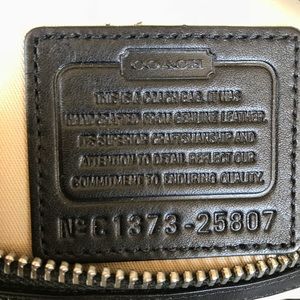 COACH
THIS IS A COACH BAG. IT WAS
HANDCRAFTED FROM GENUINE LEATHER.
ITS SUPERIOR CRAFTSMANSHIP AND
ATTENTION TO DETAIL REFLECT OUR
COMMITMENT TO ENDURING QUALITY.
Nº C1373-25807